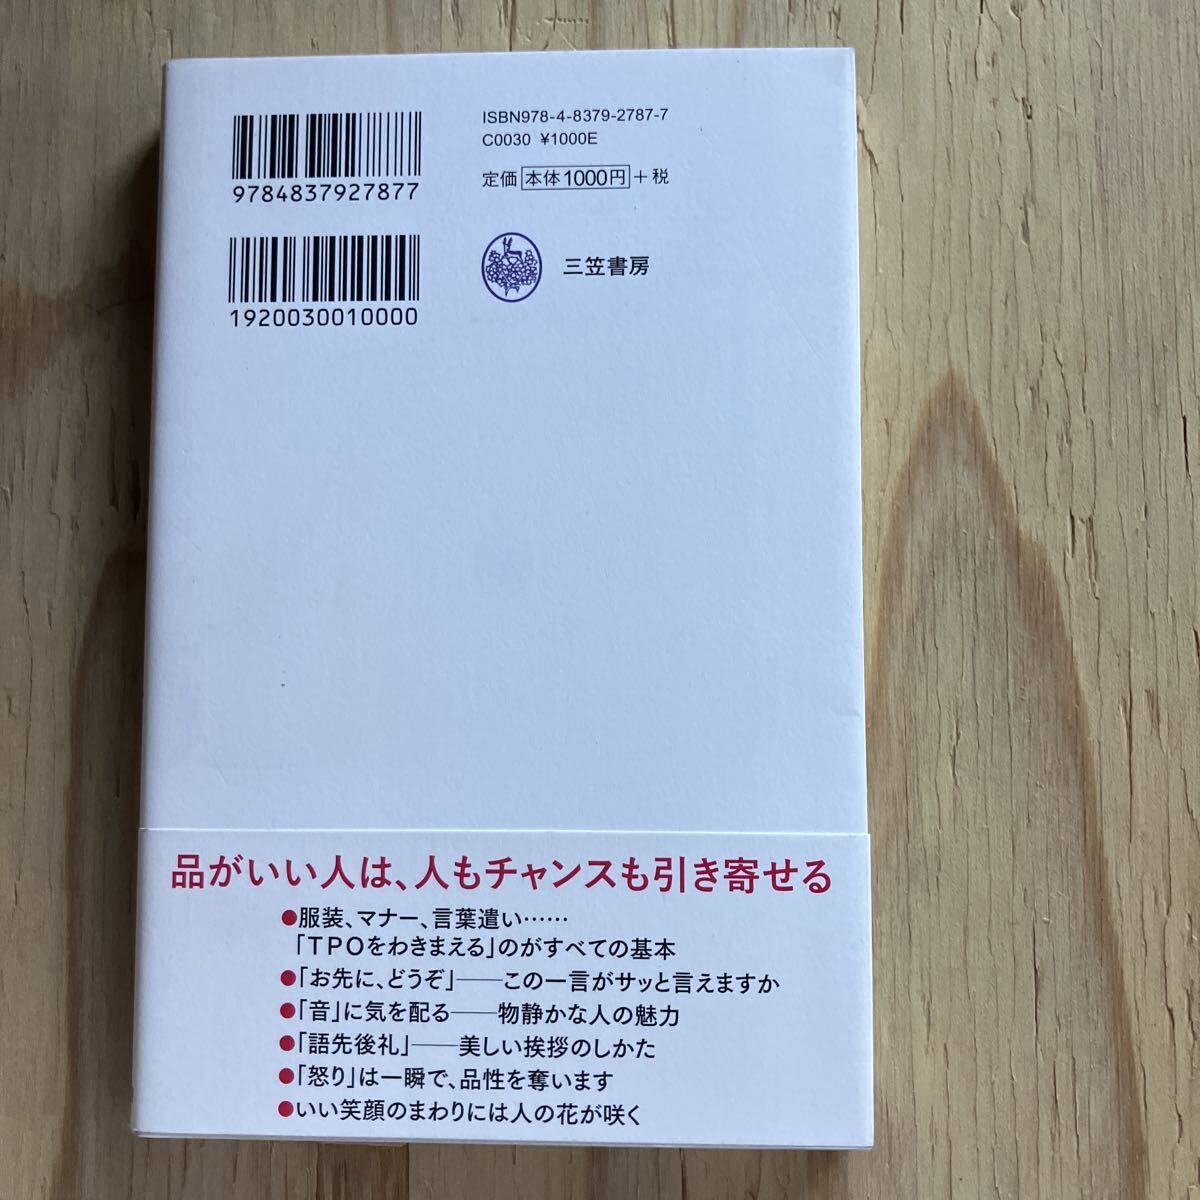 9784837927877
1920030010000
ISBN978-4-8379-2787-7
C0030 ¥1000E
定価 本体1000円 +税
三笠書房
品がいい人は、人もチャンスも引き寄せる
●服装、マナー、言葉遣い……
「TPOをわきまえる」のがすべての基本
●「お先に、どうぞ」――この一言がサッと言えますか
●「音」に気を配る――物静かな人の魅力
●「語先後礼」――美しい挨拶のしかた
●「怒り」は一瞬で、品性を奪います
●いい笑顔のまわりには人の花が咲く